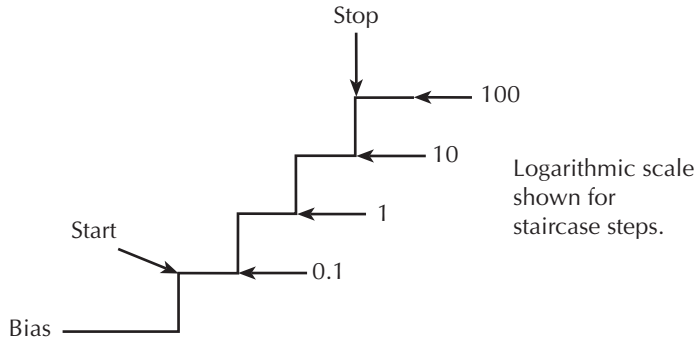 Stop
100
10
Logarithmic scale
shown for
staircase steps.
1
Start
0.1
Bias